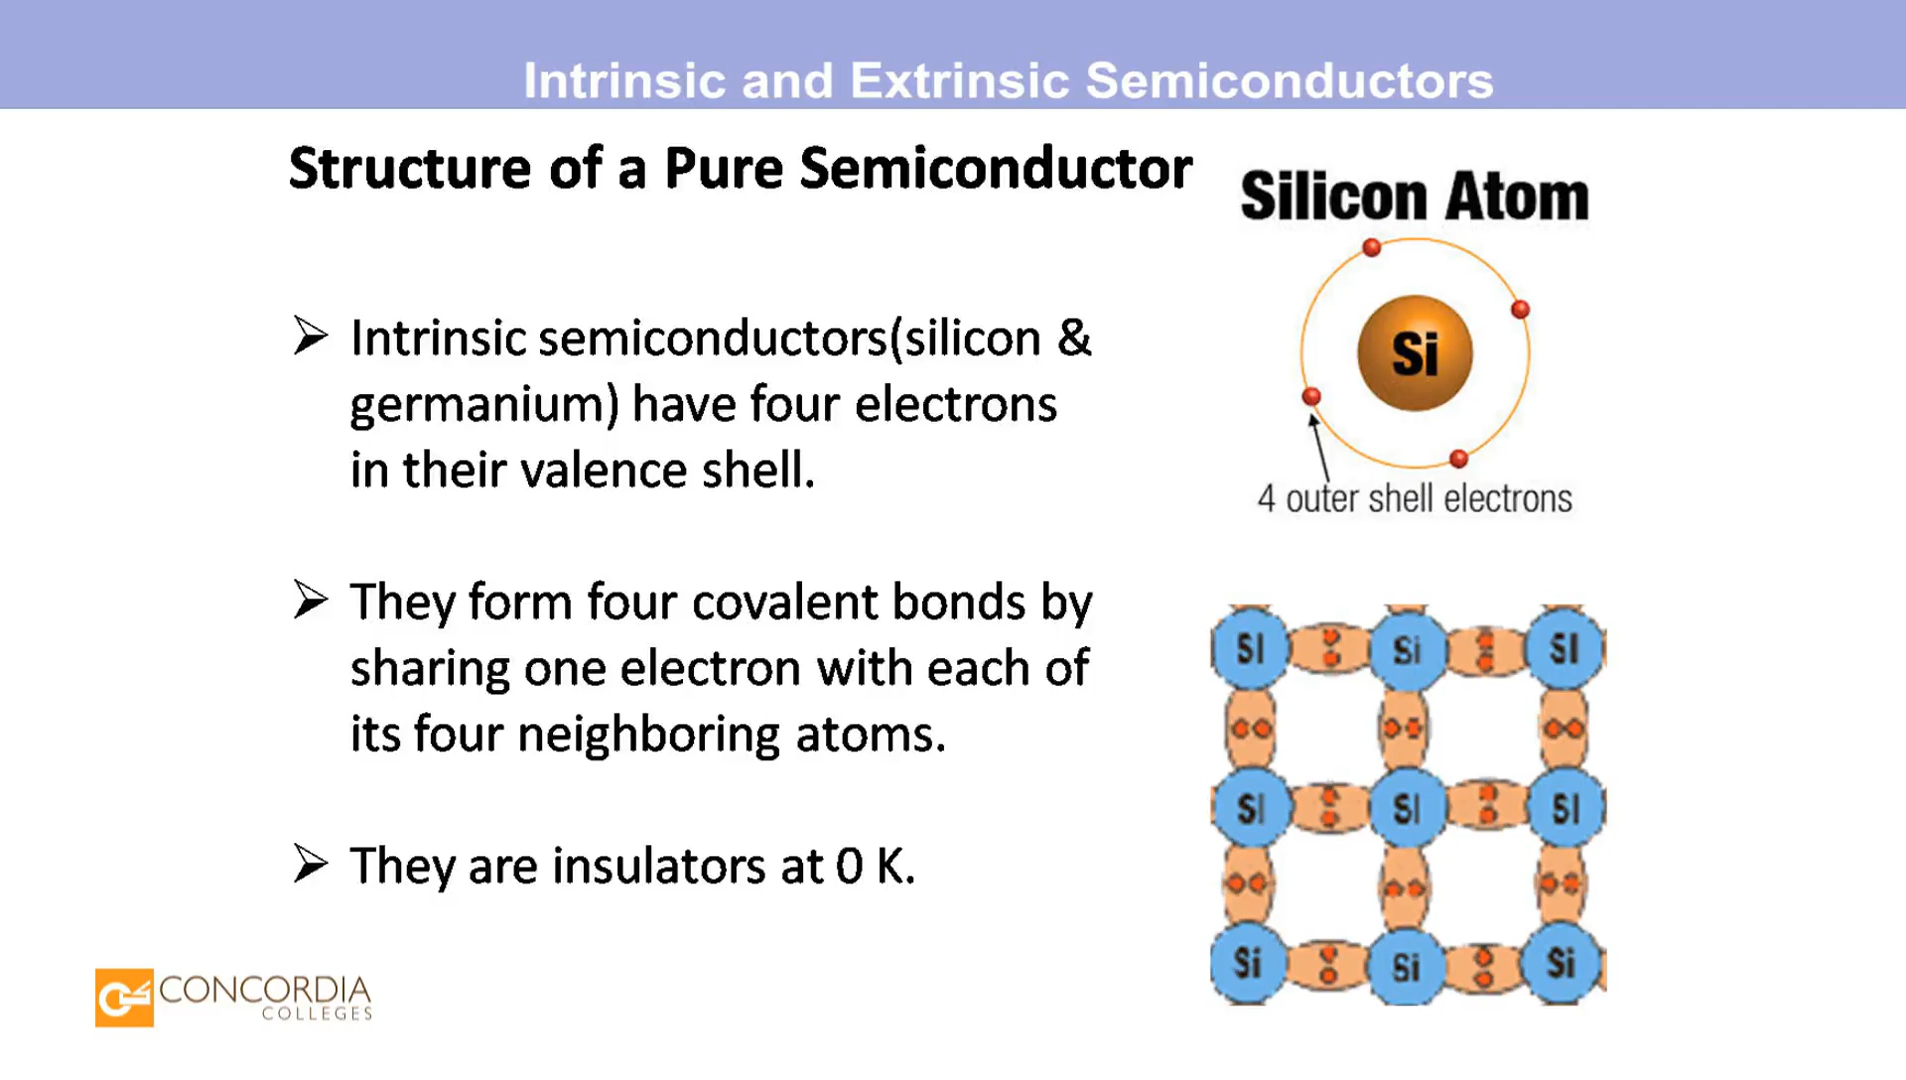 Intrinsic and Extrinsic Semiconductors
Structure of a Pure Semiconductor
➢ Intrinsic semiconductors(silicon &
germanium) have four electrons
in their valence shell.
➢ They form four covalent bonds by
sharing one electron with each of
its four neighboring atoms.
➢ They are insulators at 0 K.
Silicon Atom
Si
4 outer shell electrons
SI Si SI
SI SI SI
Si Si Si
CONCORDIA
COLLEGES